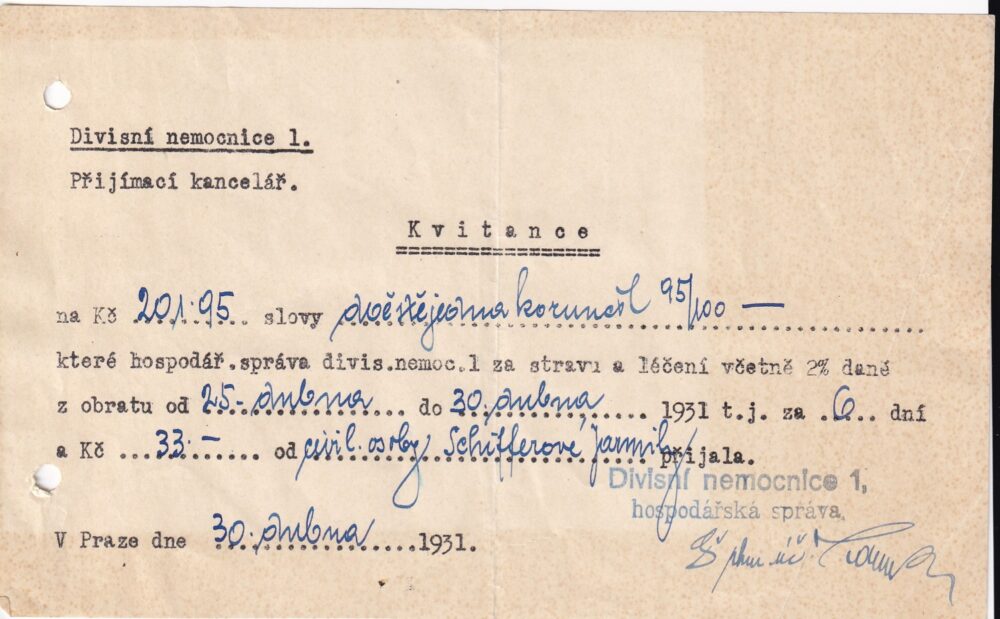 Divisní nemocnice 1.
Přijímací kancelář.
Kvitance
na Kč 201.95 slovy dvěstějedna korun čsl 95/100 —
které hospodář.správa divis.nemoc.1 za stravu a léčení včetně 2% daně
z obratu od 25. dubna do 30. dubna 1931 t.j. za 6 dní
a Kč 33.— od civil. osoby Schifferové Jarmily přijala.
Divisní nemocnice 1,
hospodářská správa.
V Praze dne 30. dubna 1931.